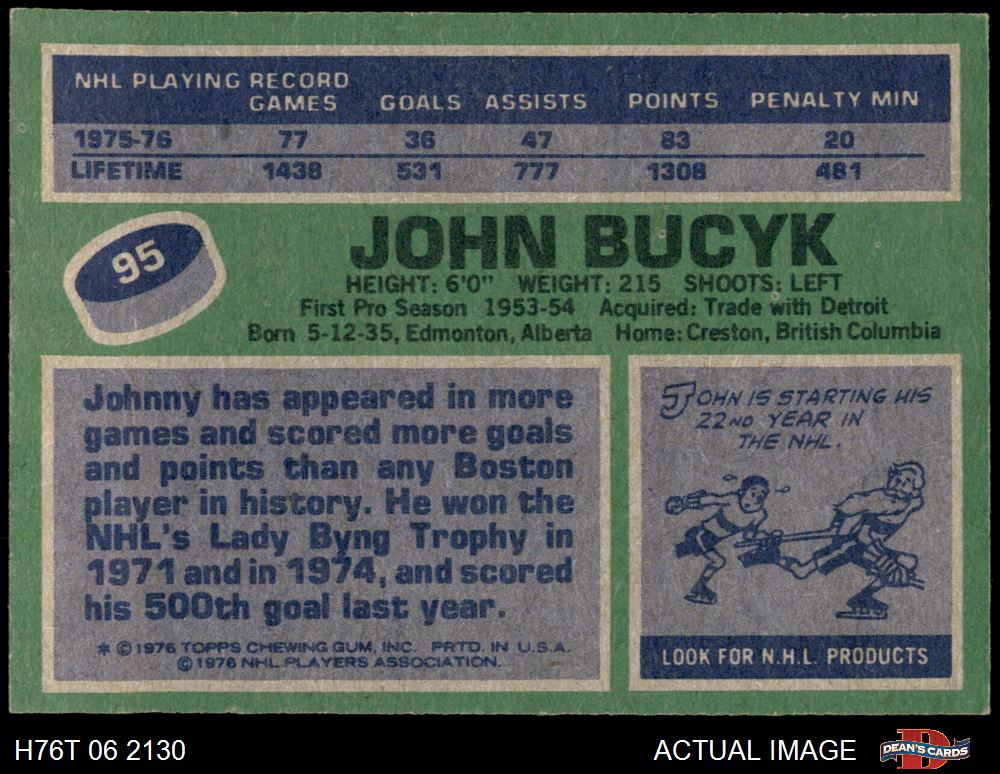 NHL PLAYING RECORD
GAMES GOALS ASSISTS POINTS PENALTY MIN
1975-76 77 36 47 83 20
LIFETIME 1438 531 777 1308 481
95
JOHN BUCYK
HEIGHT: 6'0" WEIGHT: 215 SHOOTS: LEFT
First Pro Season 1953-54 Acquired: Trade with Detroit
Born 5-12-35, Edmonton, Alberta Home: Creston, British Columbia
Johnny has appeared in more
games and scored more goals
and points than any Boston
player in history. He won the
NHL's Lady Byng Trophy in
1971 and in 1974, and scored
his 500th goal last year.
* © 1976 TOPPS CHEWING GUM, INC. PRTD. IN U.S.A.
© 1976 NHL PLAYERS ASSOCIATION.
JOHN IS STARTING HIS
22ND YEAR IN
THE NHL.
LOOK FOR N.H.L. PRODUCTS
H76T 06 2130
ACTUAL IMAGE
DEAN'S CARDS